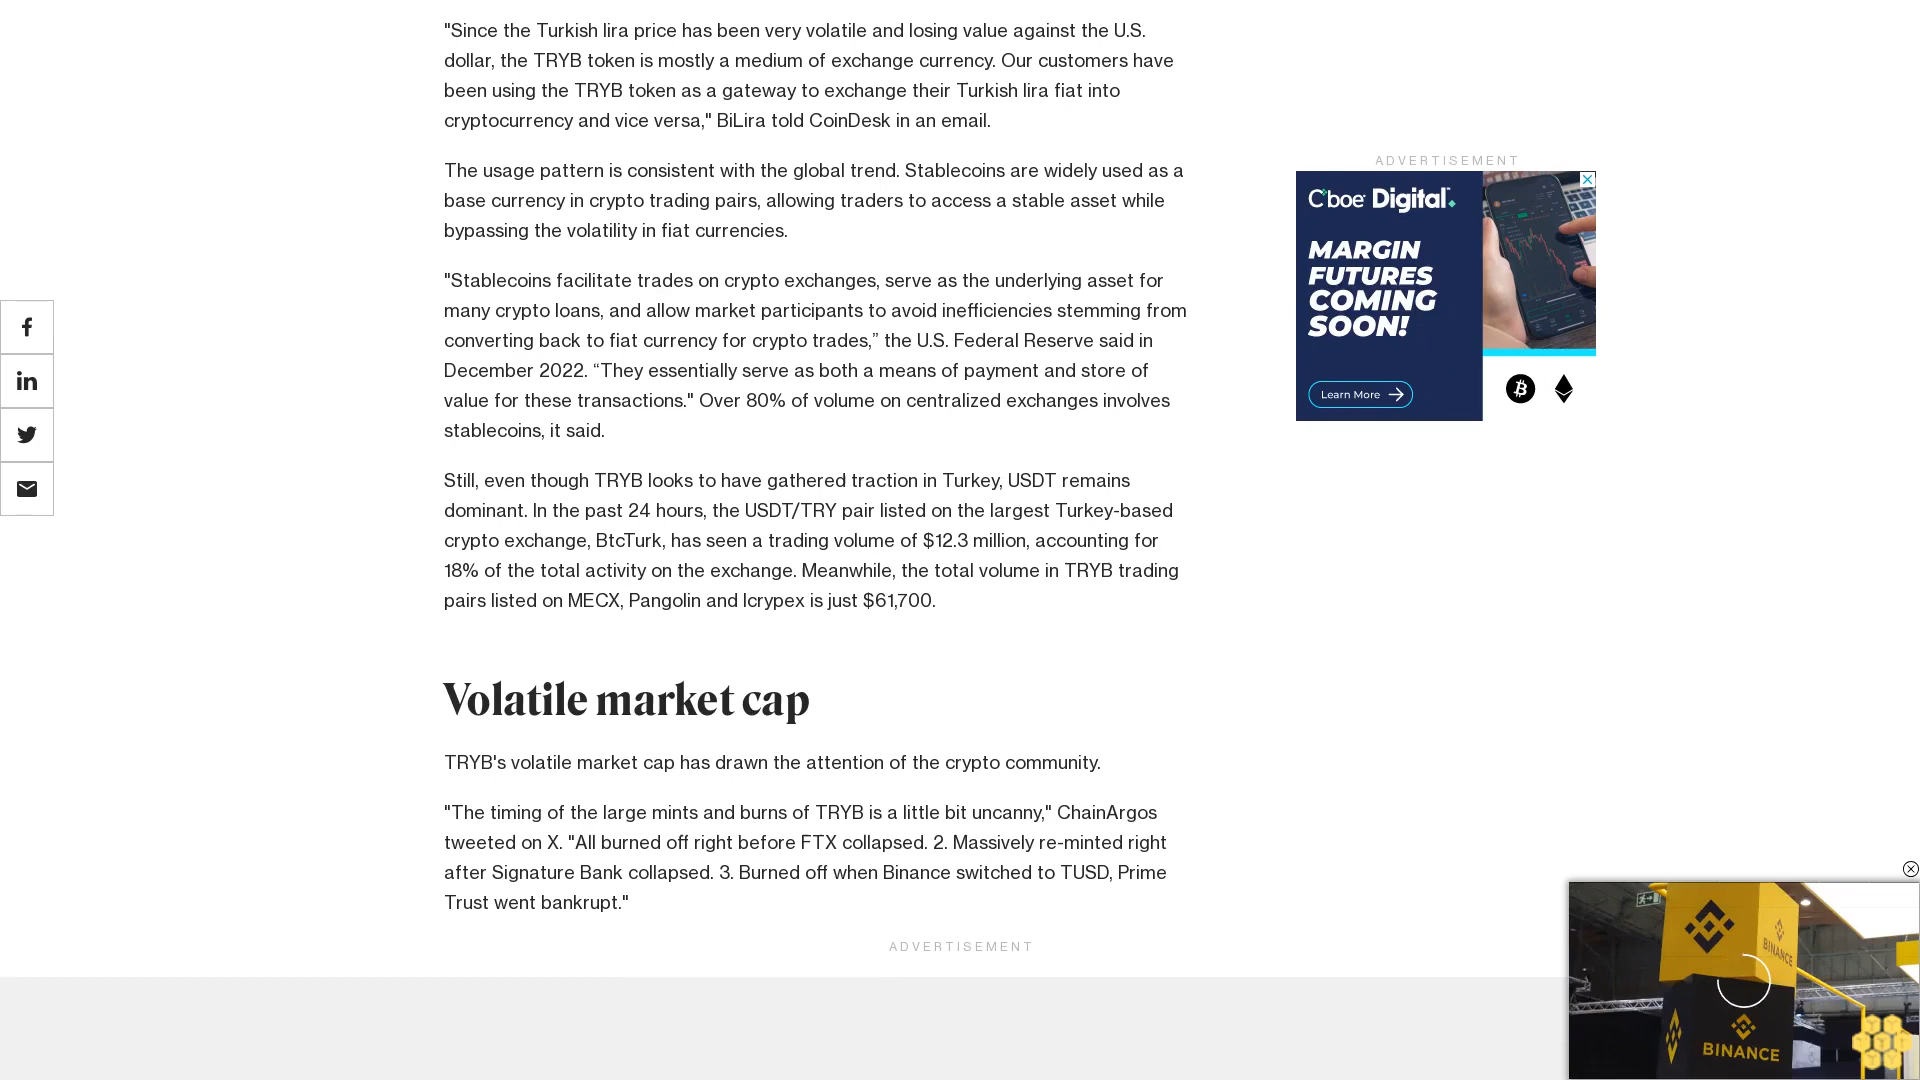 "Since the Turkish lira price has been very volatile and losing value against the U.S.
dollar, the TRYB token is mostly a medium of exchange currency. Our customers have
been using the TRYB token as a gateway to exchange their Turkish lira fiat into
cryptocurrency and vice versa," BiLira told CoinDesk in an email.
The usage pattern is consistent with the global trend. Stablecoins are widely used as a
base currency in crypto trading pairs, allowing traders to access a stable asset while
bypassing the volatility in fiat currencies.
"Stablecoins facilitate trades on crypto exchanges, serve as the underlying asset for
many crypto loans, and allow market participants to avoid inefficiencies stemming from
converting back to fiat currency for crypto trades,” the U.S. Federal Reserve said in
December 2022. “They essentially serve as both a means of payment and store of
value for these transactions." Over 80% of volume on centralized exchanges involves
stablecoins, it said.
Still, even though TRYB looks to have gathered traction in Turkey, USDT remains
dominant. In the past 24 hours, the USDT/TRY pair listed on the largest Turkey-based
crypto exchange, BtcTurk, has seen a trading volume of $12.3 million, accounting for
18% of the total activity on the exchange. Meanwhile, the total volume in TRYB trading
pairs listed on MECX, Pangolin and Icrypex is just $61,700.
Volatile market cap
TRYB's volatile market cap has drawn the attention of the crypto community.
"The timing of the large mints and burns of TRYB is a little bit uncanny," ChainArgos
tweeted on X. "All burned off right before FTX collapsed. 2. Massively re-minted right
after Signature Bank collapsed. 3. Burned off when Binance switched to TUSD, Prime
Trust went bankrupt."
ADVERTISEMENT
ADVERTISEMENT
Cboe Digital
MARGIN
FUTURES
COMING
SOON!
Learn More
BINANCE
BINANCE